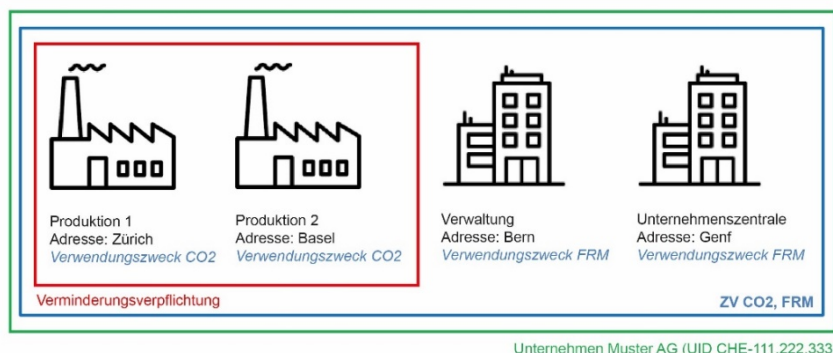 Produktion 1
Adresse: Zürich
Verwendungszweck CO2
Produktion 2
Adresse: Basel
Verwendungszweck CO2
Verwaltung
Adresse: Bern
Verwendungszweck FRM
Unternehmenszentrale
Adresse: Genf
Verwendungszweck FRM
Verminderungsverpflichtung
ZV CO2, FRM
Unternehmen Muster AG (UID CHE-111.222.333